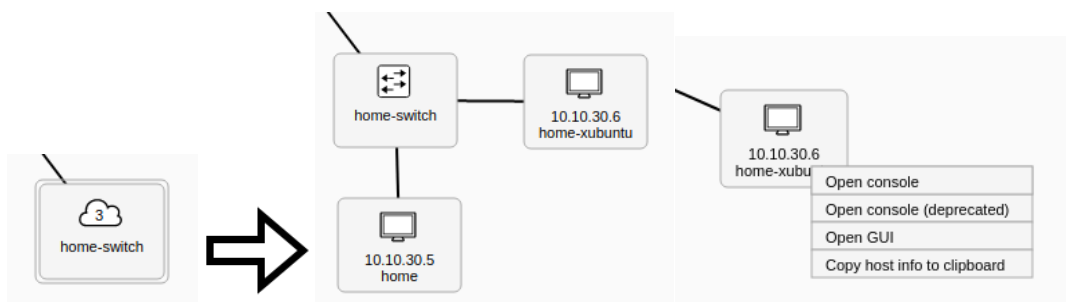 3
home-switch
home-switch
10.10.30.6
home-xubuntu
10.10.30.5
home
10.10.30.6
Open console
Open console (deprecated)
Open GUI
Copy host info to clipboard